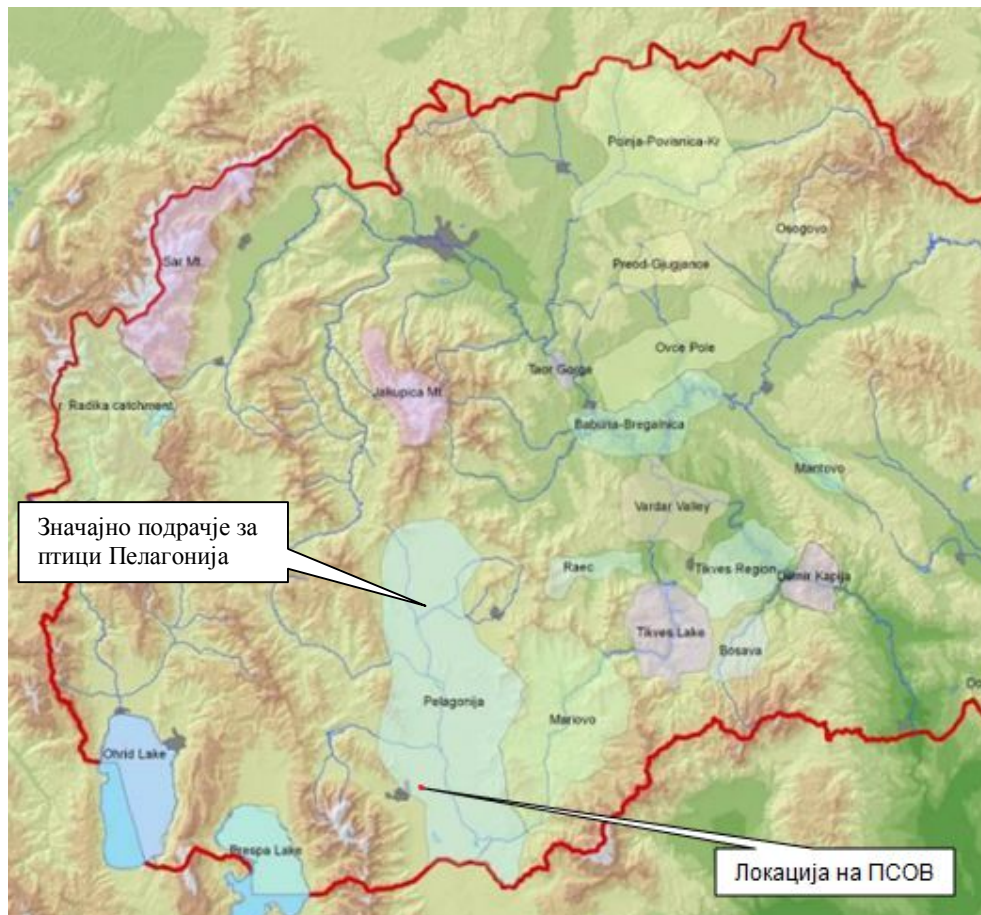 Pcinja-Povisnica-Kr
Osogovo
Sar Mt.
Preod-Gjugjance
Ovce Pole
Taor Gorge
Jakupica Mt.
r. Radika catchment.
Babuna-Bregalnica
Mantovo
Vardar Valley
Значајно подрачје за
птици Пелагонија
Raec
Tikves Region
Demir Kapija
Tikves Lake
Bosava
Do
Pelagonija
Mariovo
Ohrid Lake
Prespa Lake
Локација на ПСОВ